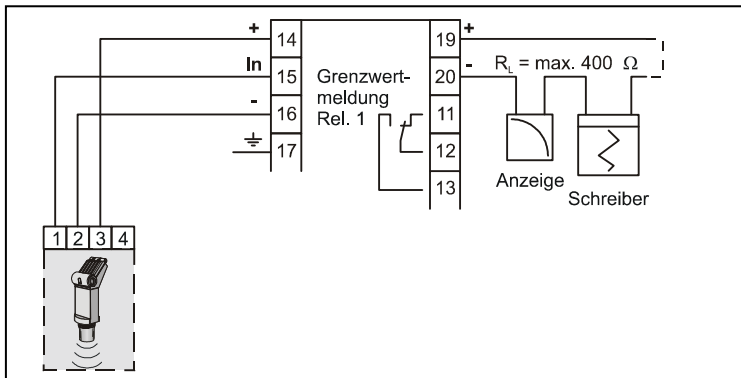 + 14 19 +
In 15 - 20 R_L = max. 400 Ω
Grenzwert-
meldung
Rel. 1
- 16 11
17 12
13
Anzeige
Schreiber
1 2 3 4